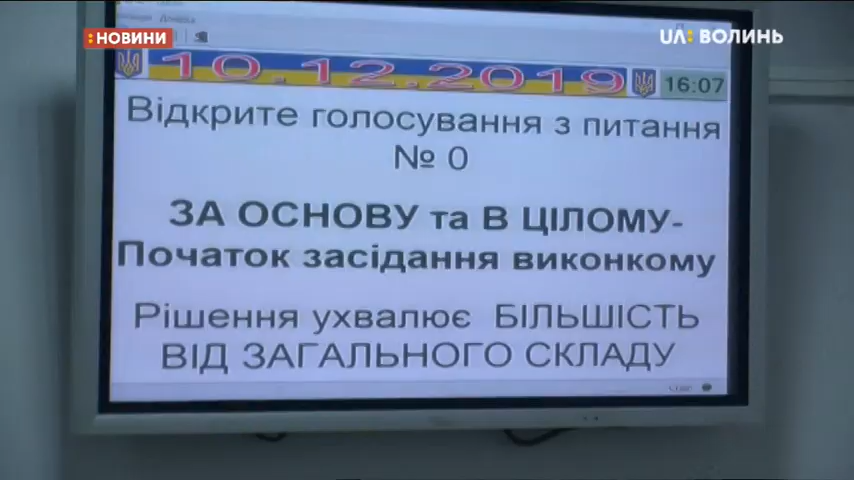 :НОВИНИ
UA: ВОЛИНЬ
10.12.2019
16:07
Відкрите голосування з питання
№ 0
ЗА ОСНОВУ та В ЦІЛОМУ-
Початок засідання виконкому
Рішення ухвалює БІЛЬШІСТЬ
ВІД ЗАГАЛЬНОГО СКЛАДУ